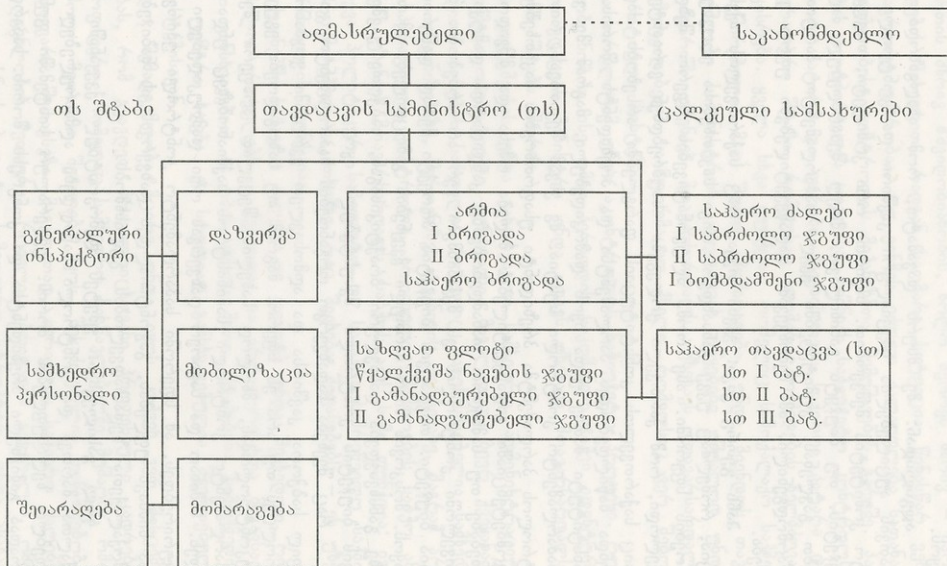 აღმასრულებელი
საკანონმდებლო
თს შტაბი
თავდაცვის სამინისტრო (თს)
ცალკეული სამსახურები
გენერალური
ინსპექტორი
დაზვერვა
არმია
I ბრიგადა
II ბრიგადა
საჰაერო ბრიგადა
საჰაერო ძალები
I საბრძოლო ჯგუფი
II საბრძოლო ჯგუფი
I ბომბდამშენი ჯგუფი
სამხედრო
პერსონალი
მობილიზაცია
საზღვაო ფლოტი
წყალქვეშა ნავების ჯგუფი
I გამანადგურებელი ჯგუფი
II გამანადგურებელი ჯგუფი
საჰაერო თავდაცვა (სთ)
სთ I ბატ.
სთ II ბატ.
სთ III ბატ.
შეიარაღება
მომარაგება